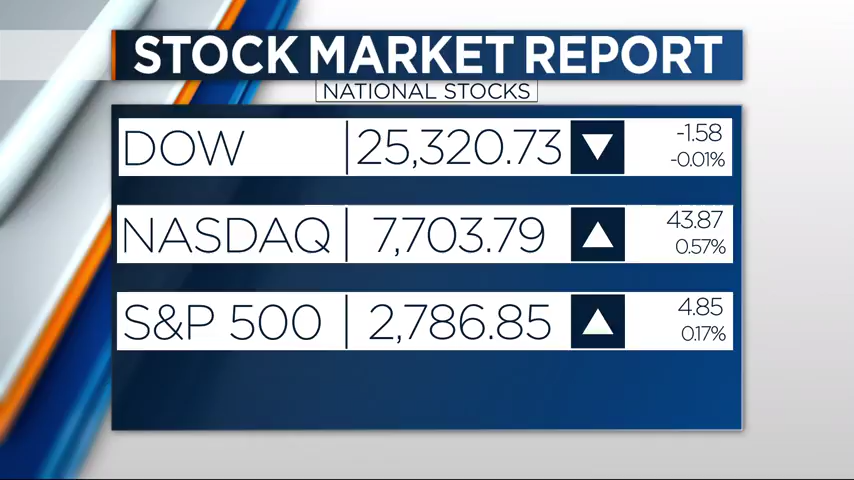 STOCK MARKET REPORT
NATIONAL STOCKS
DOW 25,320.73 -1.58
-0.01%
NASDAQ 7,703.79 43.87
0.57%
S&P 500 2,786.85 4.85
0.17%